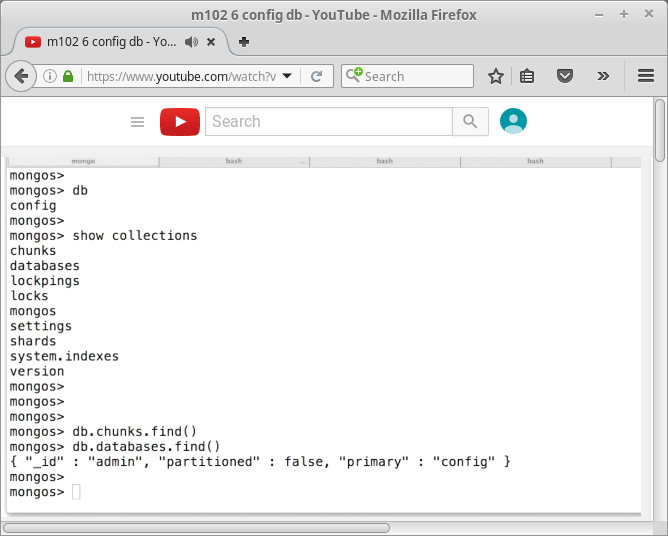 m102 6 config db - YouTube - Mozilla Firefox
m102 6 config db - Yo...
https://www.youtube.com/watch?v
Search
Search
mongo bash ... bash bash
mongos>
mongos> db
config
mongos>
mongos> show collections
chunks
databases
lockpings
locks
mongos
settings
shards
system.indexes
version
mongos>
mongos>
mongos>
mongos> db.chunks.find()
mongos> db.databases.find()
{ "_id" : "admin", "partitioned" : false, "primary" : "config" }
mongos>
mongos>